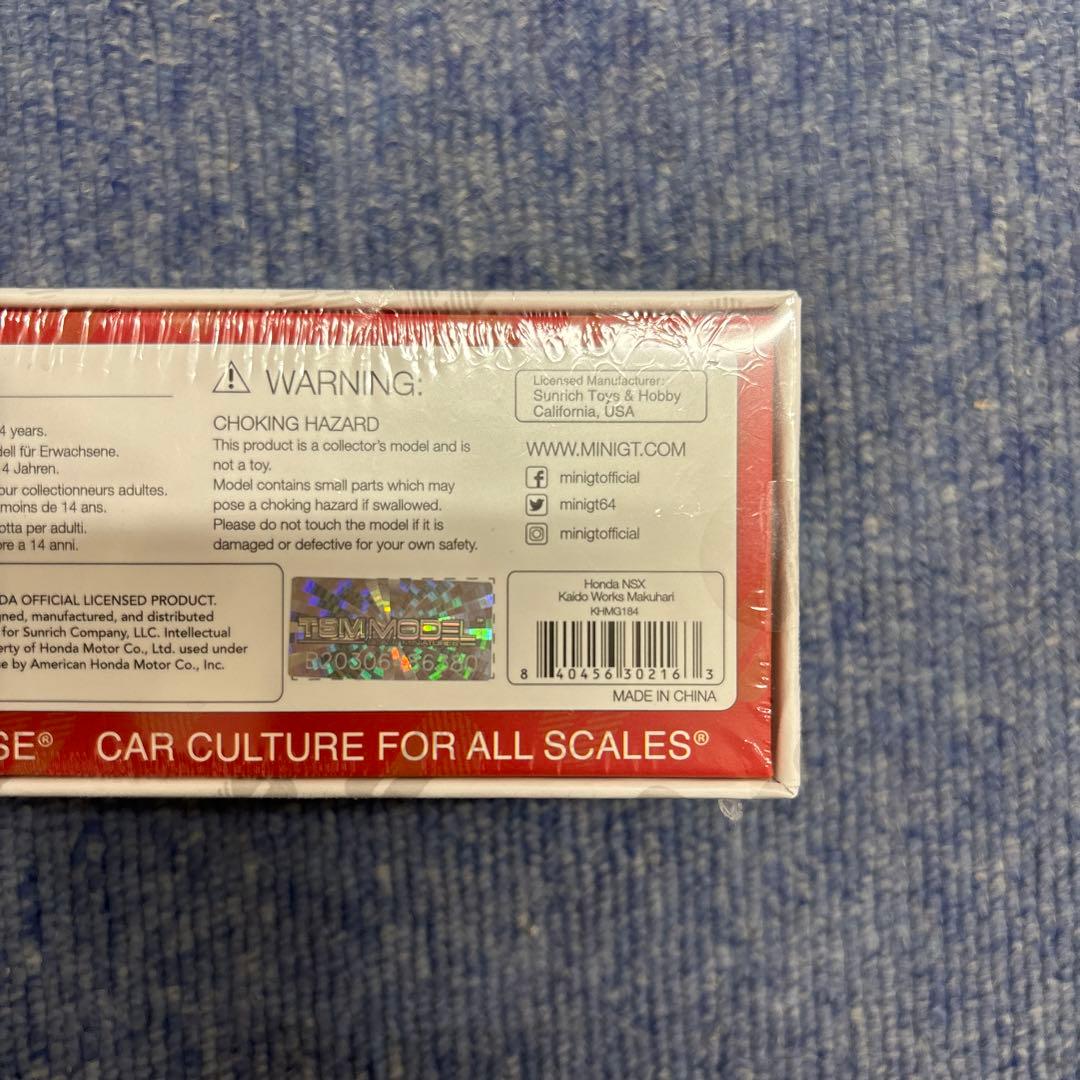 4 years.
dell für Erwachsene.
4 Jahren.
our collectionneurs adultes.
moins de 14 ans.
otta per adulti.
ore a 14 anni.
WARNING:
CHOKING HAZARD
This product is a collector's model and is
not a toy.
Model contains small parts which may
pose a choking hazard if swallowed.
Please do not touch the model if it is
damaged or defective for your own safety.
Licensed Manufacturer:
Sunrich Toys & Hobby
California, USA
WWW.MINIGT.COM
minigtofficial
minigt64
minigtofficial
DA OFFICIAL LICENSED PRODUCT.
gned, manufactured, and distributed
for Sunrich Company, LLC. Intellectual
erty of Honda Motor Co., Ltd. used under
se by American Honda Motor Co., Inc.
TSM MODEL
Honda NSX
Kaido Works Makuhari
KHMG184
8 40456 30216 3
MADE IN CHINA
SE® CAR CULTURE FOR ALL SCALES®